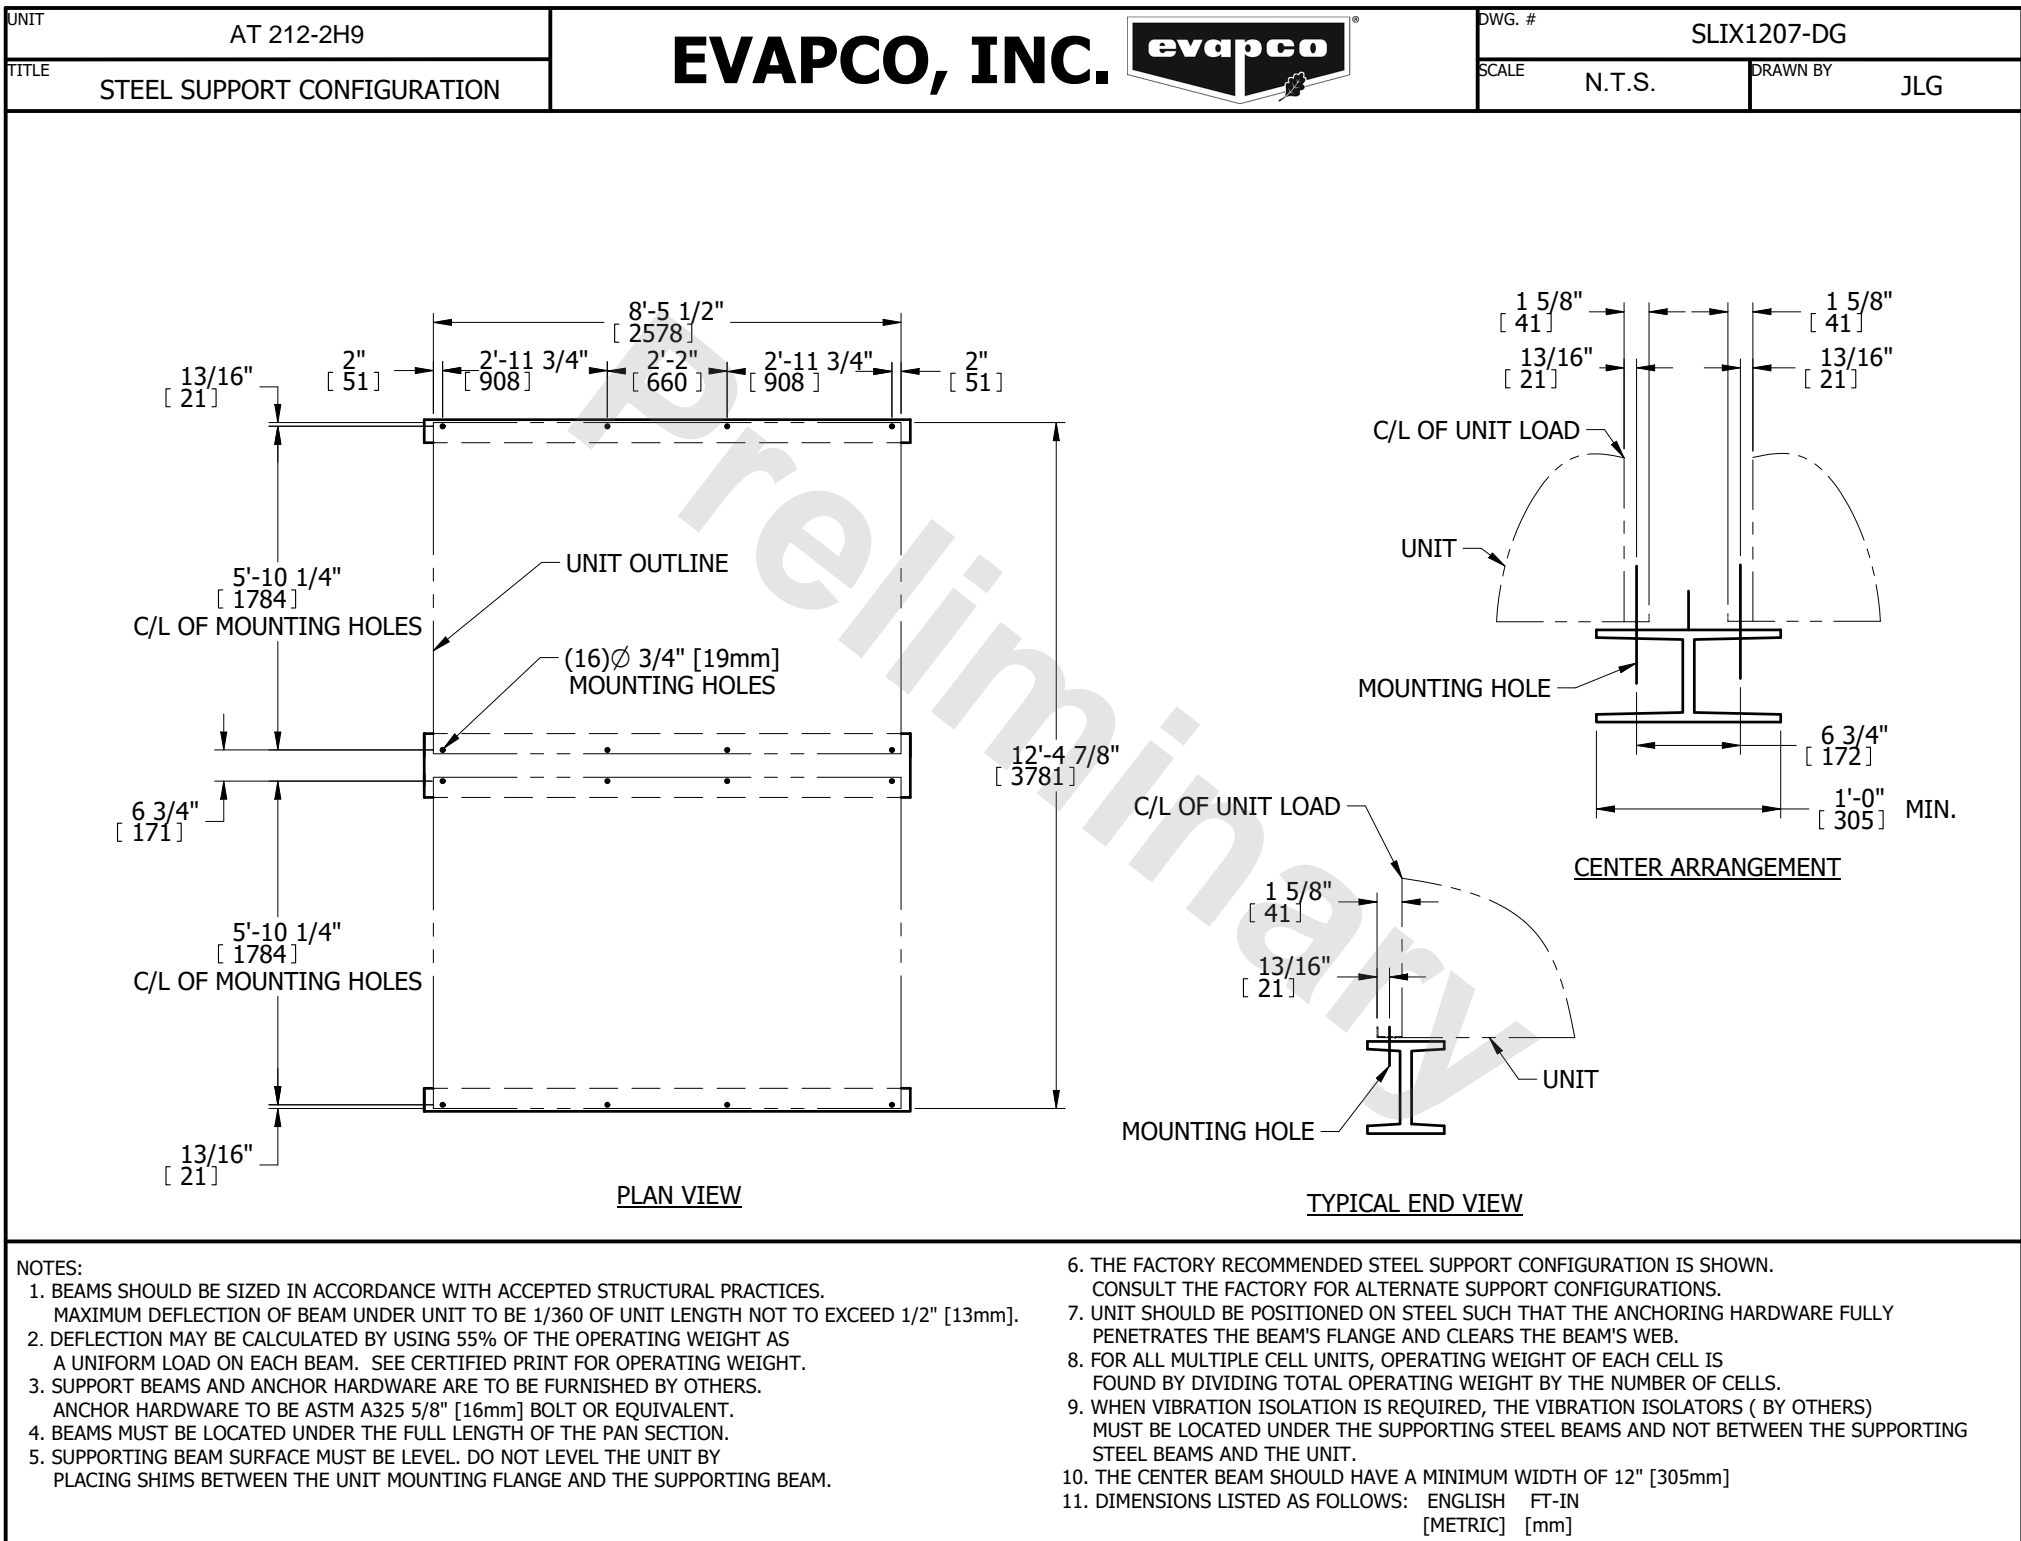 UNIT
AT 212-2H9
TITLE
STEEL SUPPORT CONFIGURATION
EVAPCO, INC.
evapco
®
DWG. #
SLIX1207-DG
SCALE
N.T.S.
DRAWN BY
JLG
8'-5 1/2"
[ 2578]
2"
[ 51]
2'-11 3/4"
[ 908 ]
2'-2"
[ 660 ]
2'-11 3/4"
[ 908 ]
2"
[ 51]
13/16"
[ 21]
5'-10 1/4"
[ 1784]
C/L OF MOUNTING HOLES
UNIT OUTLINE
(16)∅ 3/4" [19mm]
MOUNTING HOLES
6 3/4"
[ 171]
12'-4 7/8"
[ 3781]
5'-10 1/4"
[ 1784]
C/L OF MOUNTING HOLES
13/16"
[ 21]
PLAN VIEW
Preliminary
1 5/8"
[ 41]
1 5/8"
[ 41]
13/16"
[ 21]
13/16"
[ 21]
C/L OF UNIT LOAD
UNIT
MOUNTING HOLE
6 3/4"
[ 172]
1'-0"
[ 305]
MIN.
CENTER ARRANGEMENT
C/L OF UNIT LOAD
1 5/8"
[ 41]
13/16"
[ 21]
UNIT
MOUNTING HOLE
TYPICAL END VIEW
NOTES:
1. BEAMS SHOULD BE SIZED IN ACCORDANCE WITH ACCEPTED STRUCTURAL PRACTICES.
MAXIMUM DEFLECTION OF BEAM UNDER UNIT TO BE 1/360 OF UNIT LENGTH NOT TO EXCEED 1/2" [13mm].
2. DEFLECTION MAY BE CALCULATED BY USING 55% OF THE OPERATING WEIGHT AS
A UNIFORM LOAD ON EACH BEAM. SEE CERTIFIED PRINT FOR OPERATING WEIGHT.
3. SUPPORT BEAMS AND ANCHOR HARDWARE ARE TO BE FURNISHED BY OTHERS.
ANCHOR HARDWARE TO BE ASTM A325 5/8" [16mm] BOLT OR EQUIVALENT.
4. BEAMS MUST BE LOCATED UNDER THE FULL LENGTH OF THE PAN SECTION.
5. SUPPORTING BEAM SURFACE MUST BE LEVEL. DO NOT LEVEL THE UNIT BY
PLACING SHIMS BETWEEN THE UNIT MOUNTING FLANGE AND THE SUPPORTING BEAM.
6. THE FACTORY RECOMMENDED STEEL SUPPORT CONFIGURATION IS SHOWN.
CONSULT THE FACTORY FOR ALTERNATE SUPPORT CONFIGURATIONS.
7. UNIT SHOULD BE POSITIONED ON STEEL SUCH THAT THE ANCHORING HARDWARE FULLY
PENETRATES THE BEAM'S FLANGE AND CLEARS THE BEAM'S WEB.
8. FOR ALL MULTIPLE CELL UNITS, OPERATING WEIGHT OF EACH CELL IS
FOUND BY DIVIDING TOTAL OPERATING WEIGHT BY THE NUMBER OF CELLS.
9. WHEN VIBRATION ISOLATION IS REQUIRED, THE VIBRATION ISOLATORS ( BY OTHERS)
MUST BE LOCATED UNDER THE SUPPORTING STEEL BEAMS AND NOT BETWEEN THE SUPPORTING
STEEL BEAMS AND THE UNIT.
10. THE CENTER BEAM SHOULD HAVE A MINIMUM WIDTH OF 12" [305mm]
11. DIMENSIONS LISTED AS FOLLOWS: ENGLISH FT-IN
[METRIC] [mm]